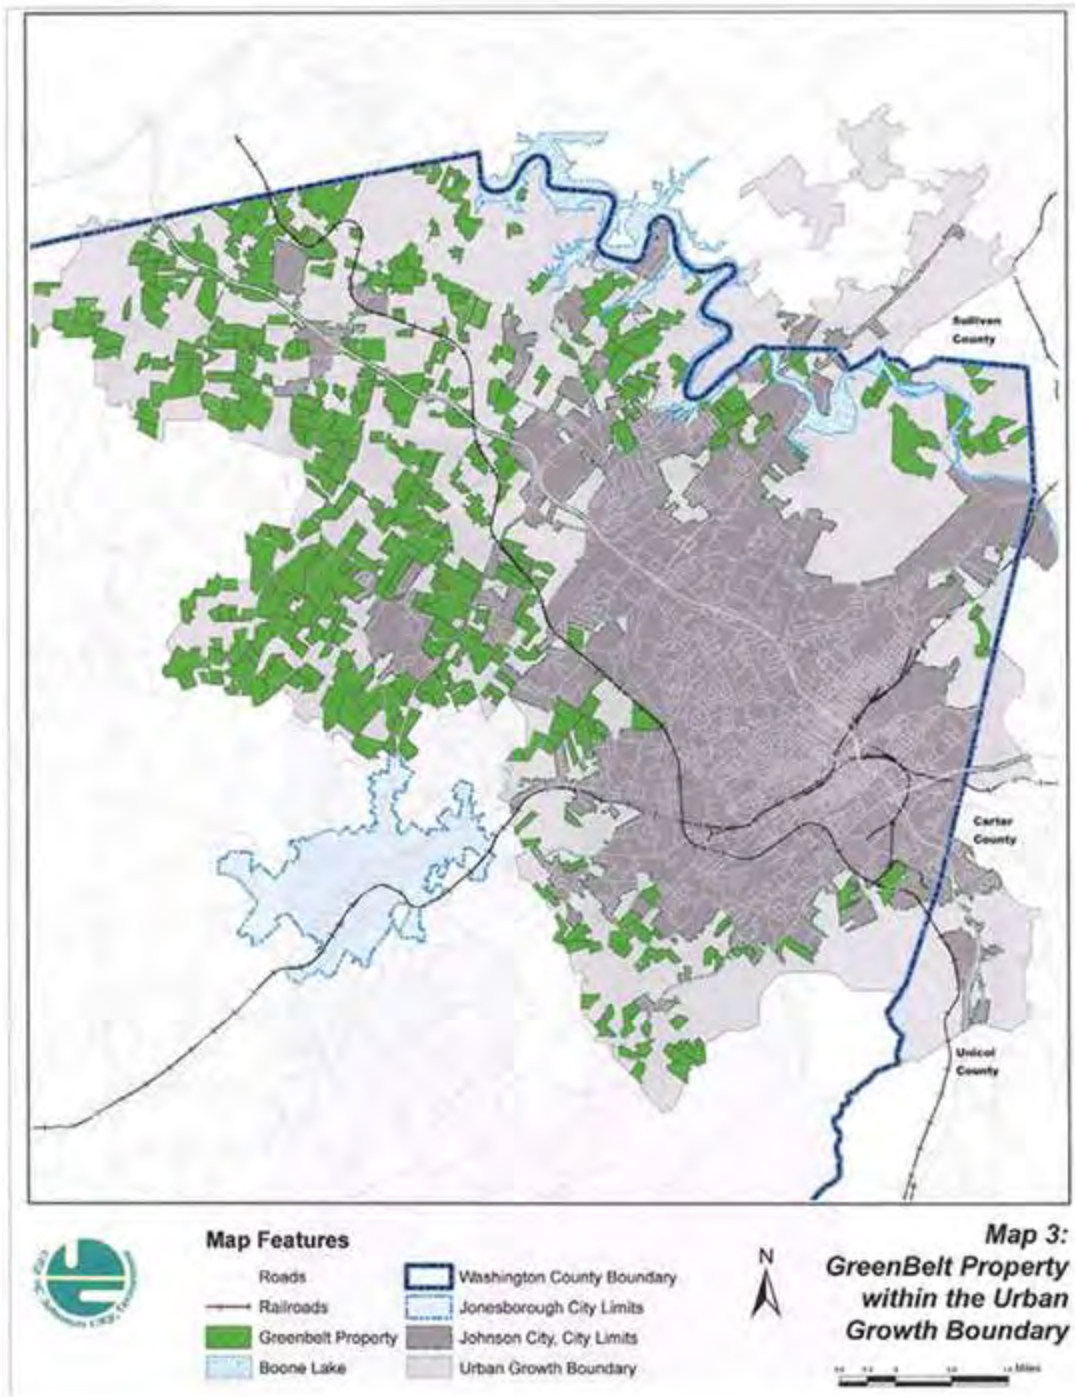 Sullivan
County
Carter
County
Unicoi
County
Map Features
Roads
Railroads
Greenbelt Property
Boone Lake
Washington County Boundary
Jonesborough City Limits
Johnson City, City Limits
Urban Growth Boundary
N
Map 3:
GreenBelt Property
within the Urban
Growth Boundary
Miles